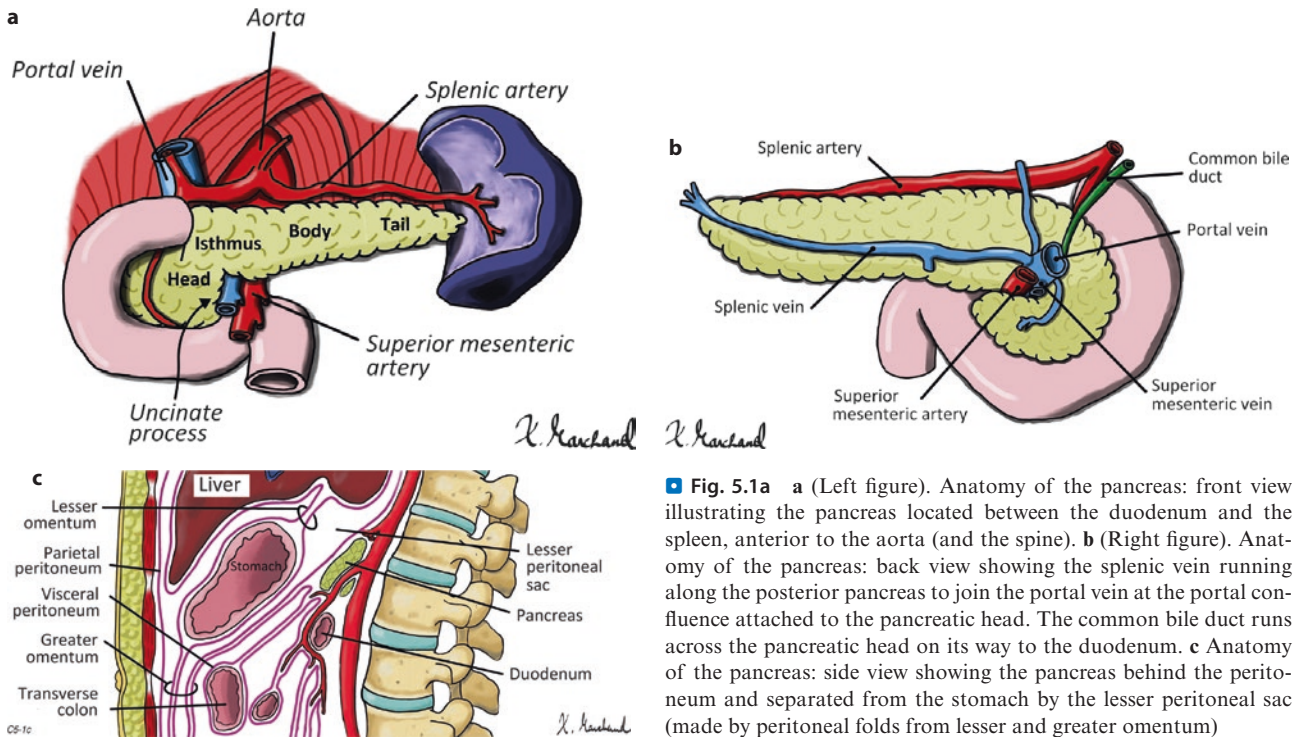 a
Aorta
Portal vein
Splenic artery
Isthmus
Body
Tail
Head
Superior mesenteric
artery
Uncinate
process
X. Marchand
b
Splenic artery
Common bile
duct
Portal vein
Splenic vein
Superior
mesenteric artery
Superior
mesenteric vein
X. Marchand
c
Liver
Lesser
omentum
Parietal
peritoneum
Visceral
peritoneum
Greater
omentum
Transverse
colon
Stomach
Lesser
peritoneal
sac
Pancreas
Duodenum
C5-1c
X. Marchand
Fig. 5.1a a (Left figure). Anatomy of the pancreas: front view
illustrating the pancreas located between the duodenum and the
spleen, anterior to the aorta (and the spine). b (Right figure). Anat-
omy of the pancreas: back view showing the splenic vein running
along the posterior pancreas to join the portal vein at the portal con-
fluence attached to the pancreatic head. The common bile duct runs
across the pancreatic head on its way to the duodenum. c Anatomy
of the pancreas: side view showing the pancreas behind the perito-
neum and separated from the stomach by the lesser peritoneal sac
(made by peritoneal folds from lesser and greater omentum)